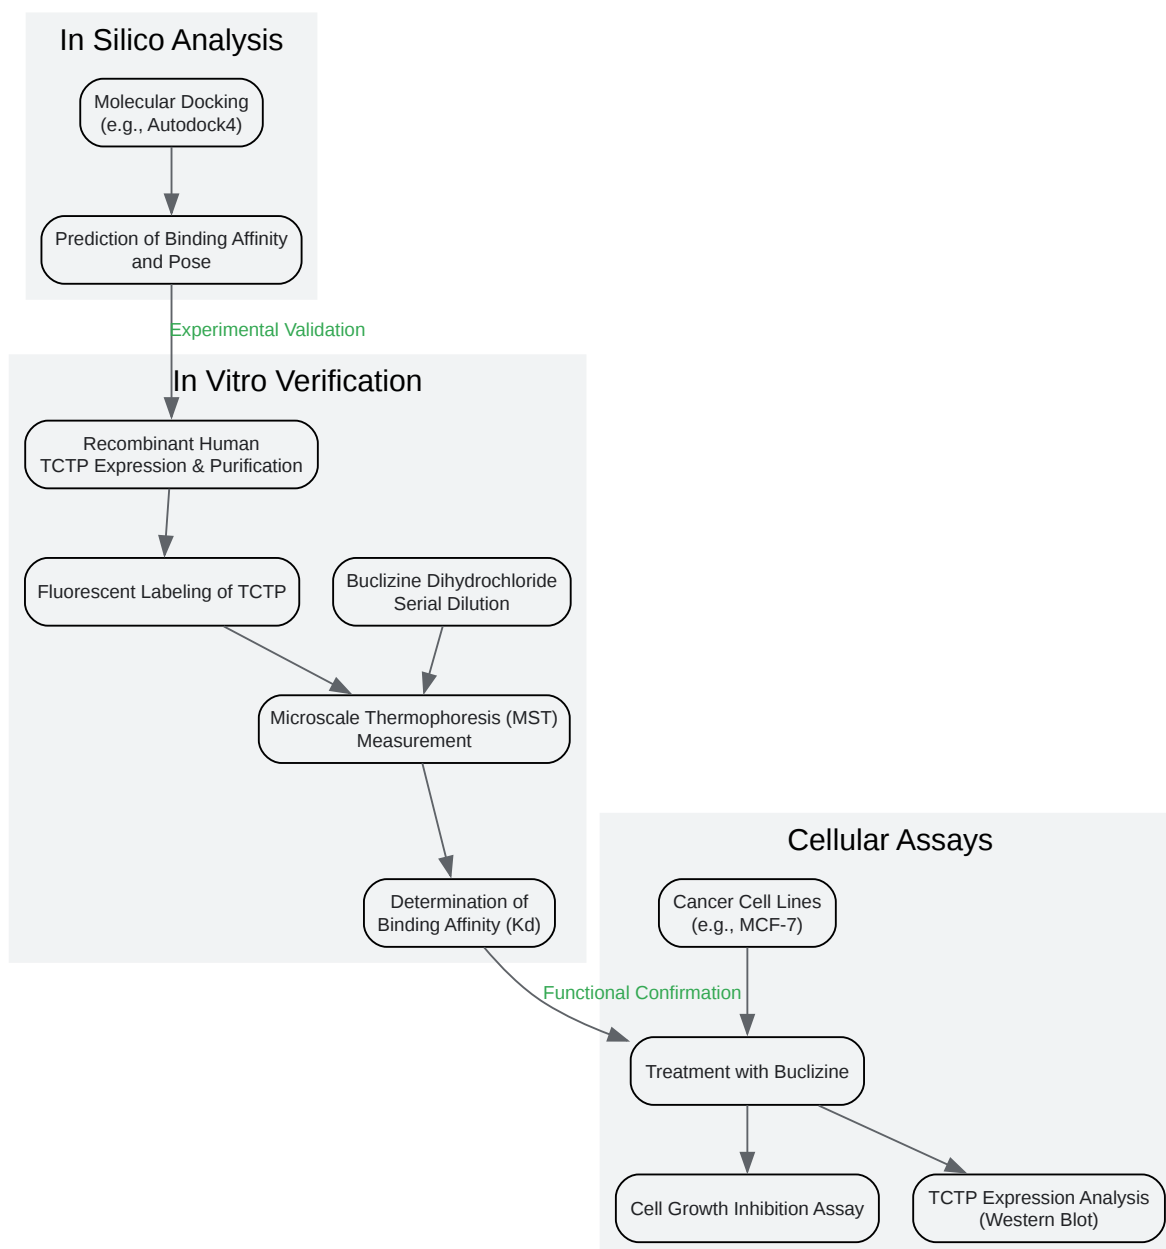 In Silico Analysis
Molecular Docking
(e.g., Autodock4)
Prediction of Binding Affinity
and Pose
Experimental Validation
In Vitro Verification
Recombinant Human
TCTP Expression & Purification
Fluorescent Labeling of TCTP
Buclizine Dihydrochloride
Serial Dilution
Microscale Thermophoresis (MST)
Measurement
Determination of
Binding Affinity (Kd)
Functional Confirmation
Cellular Assays
Cancer Cell Lines
(e.g., MCF-7)
Treatment with Buclizine
Cell Growth Inhibition Assay
TCTP Expression Analysis
(Western Blot)